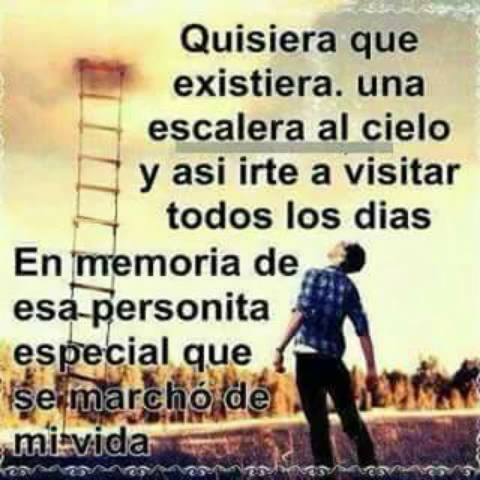 Quisiera que
existiera. una
escalera al cielo
y asi irte a visitar
todos los dias
En memoria de
esa personita
especial que
se marchó de
mi vida